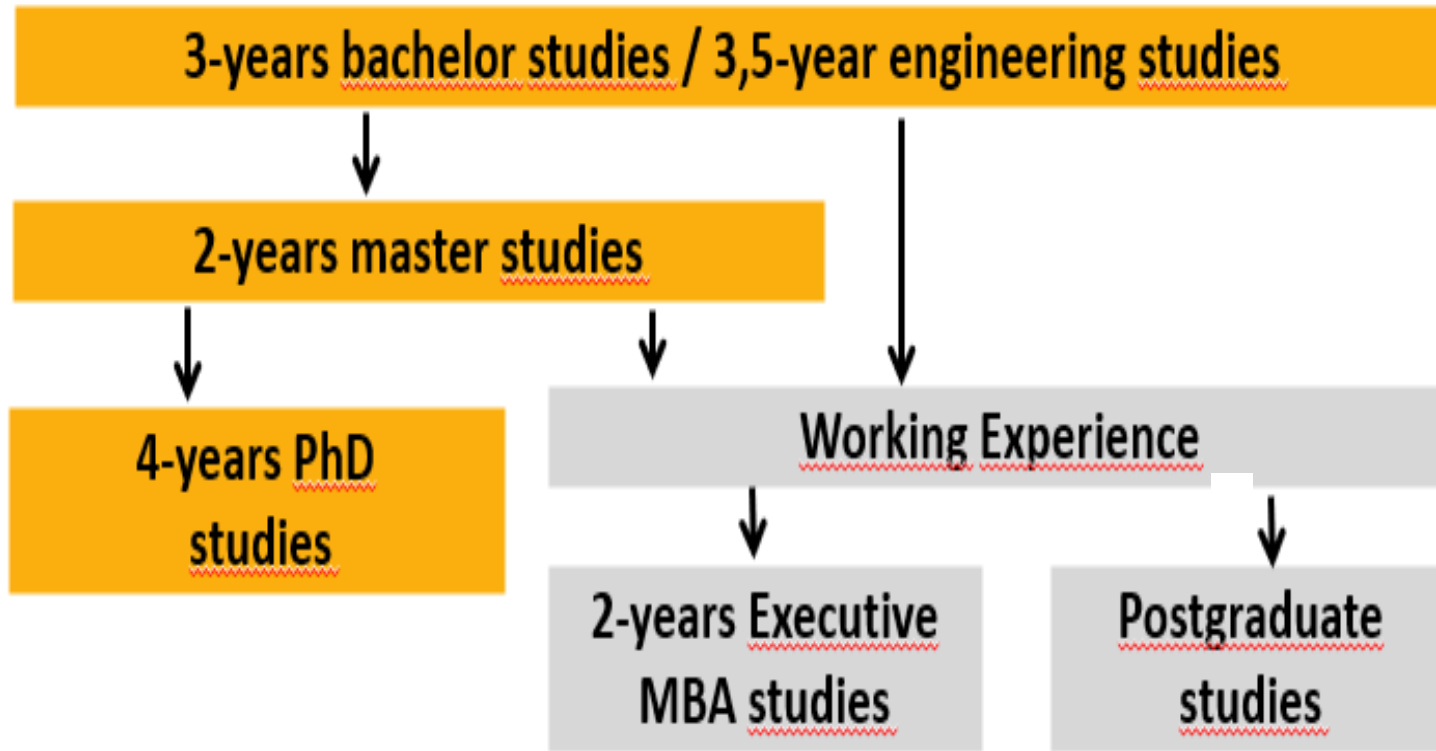 3-years bachelor studies / 3,5-year engineering studies
2-years master studies
4-years PhD
studies
Working Experience
2-years Executive
MBA studies
Postgraduate
studies